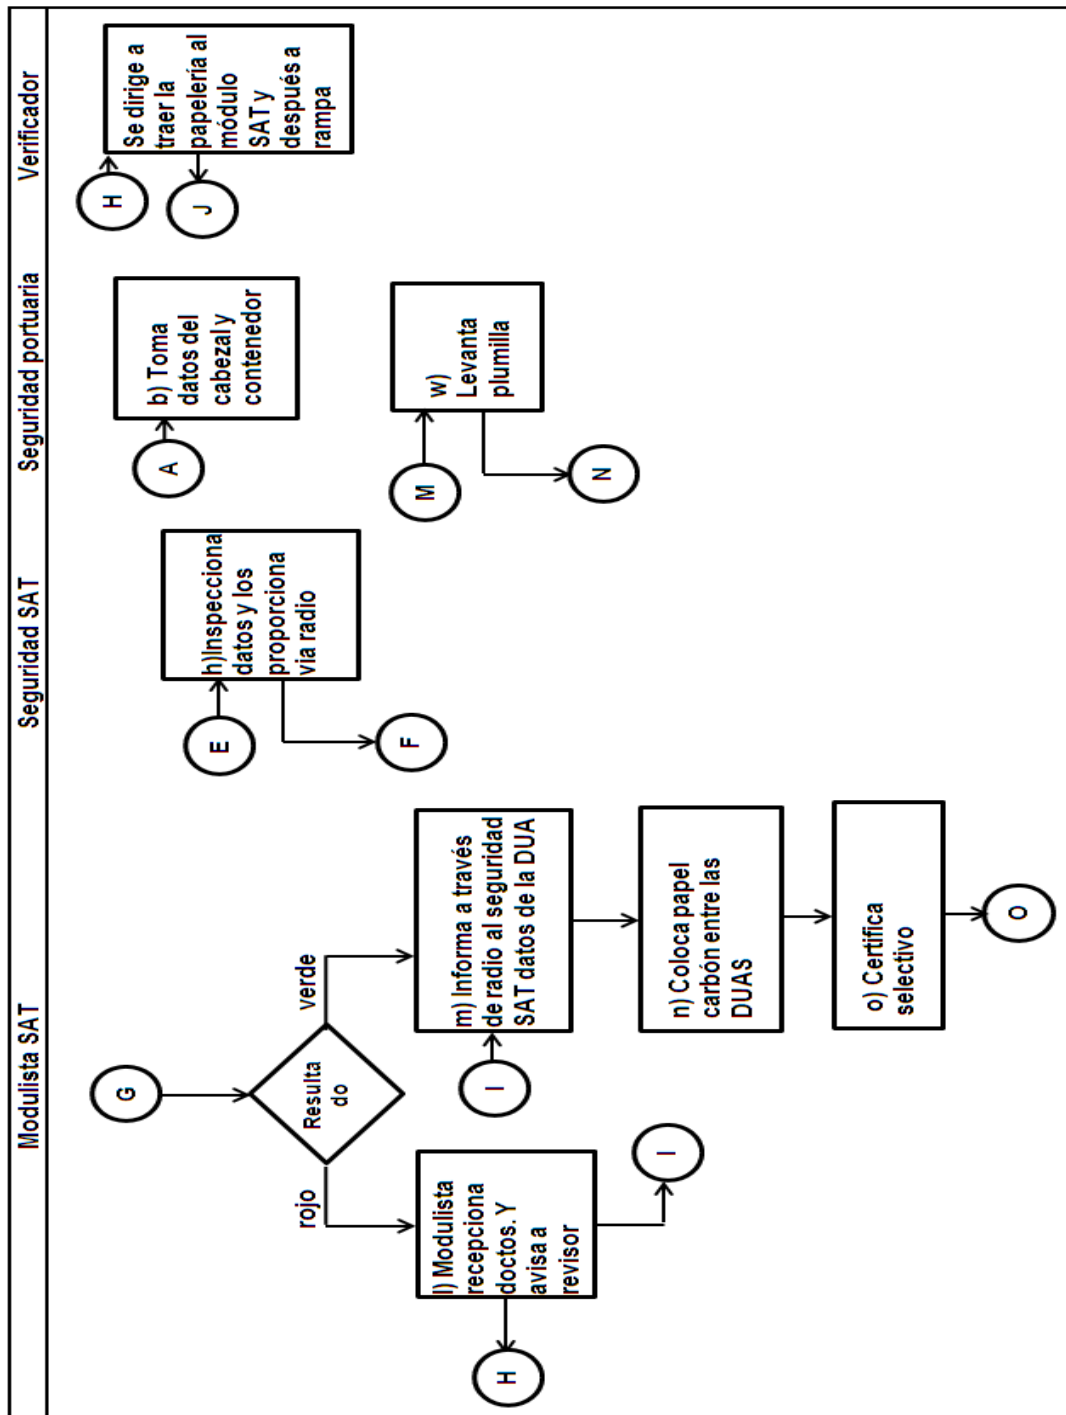 Modulista SAT
Seguridad SAT
Seguridad portuaria
Verificador
G
Resulta
do
rojo
verde
l) Modulista
recepciona
doctos. Y
avisa a
revisor
H
I
I
m) Informa a través
de radio al seguridad
SAT datos de la DUA
n) Coloca papel
carbón entre las
DUAS
o) Certifica
selectivo
O
E
h)Inspecciona
datos y los
proporciona
via radio
F
A
b) Toma
datos del
cabezal y
contenedor
M
w)
Levanta
plumilla
N
H
Se dirige a
traer la
papelería al
módulo
SAT y
después a
rampa
J